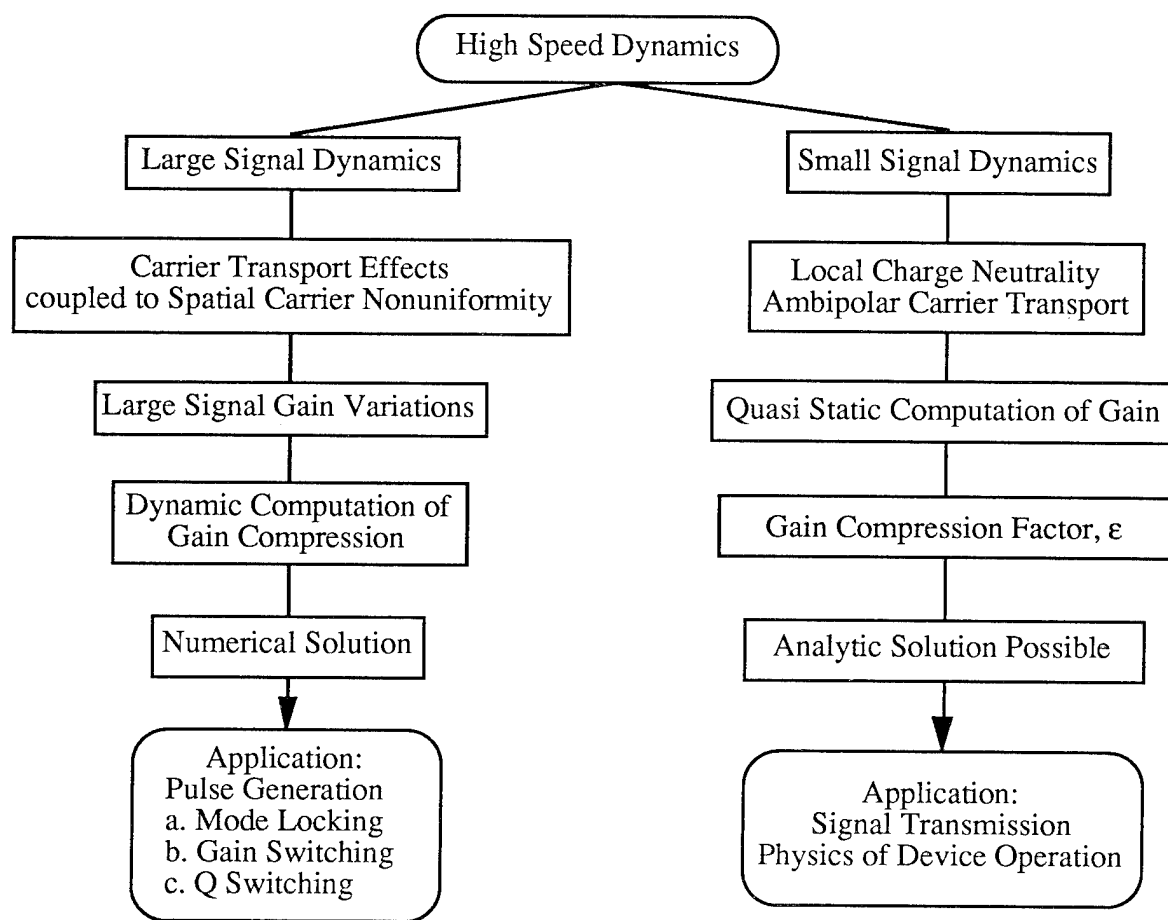 High Speed Dynamics
Large Signal Dynamics
Carrier Transport Effects
coupled to Spatial Carrier Nonuniformity
Large Signal Gain Variations
Dynamic Computation of
Gain Compression
Numerical Solution
Application:
Pulse Generation
a. Mode Locking
b. Gain Switching
c. Q Switching
Small Signal Dynamics
Local Charge Neutrality
Ambipolar Carrier Transport
Quasi Static Computation of Gain
Gain Compression Factor, ε
Analytic Solution Possible
Application:
Signal Transmission
Physics of Device Operation